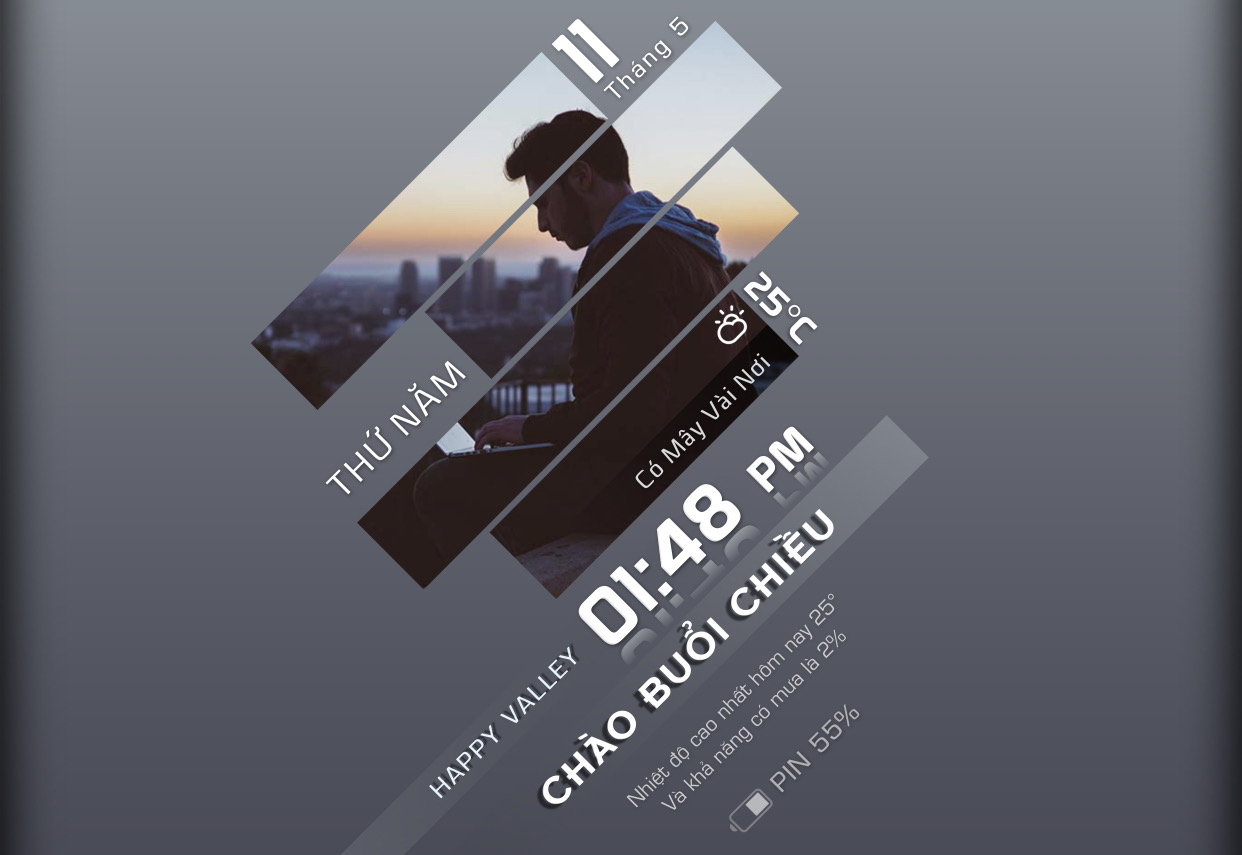 11
Tháng 5
THỨ NĂM
25°C
Có Mây Vài Nơi
01:48 PM
HAPPY VALLEY
CHÀO BUỔI CHIỀU
Nhiệt độ cao nhất hôm nay 25°
Và khả năng có mưa là 2%
PIN 55%